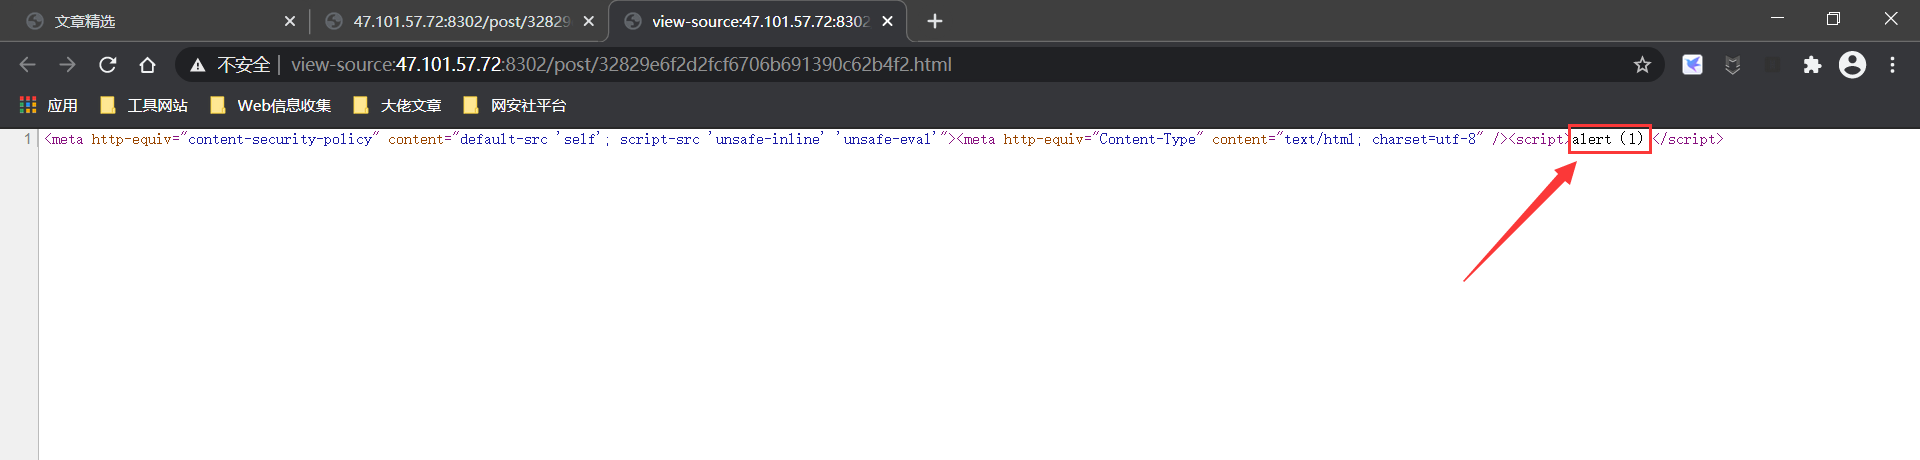 文章精选
47.101.57.72:8302/post/32829
view-source:47.101.57.72:8302
不安全 | view-source:47.101.57.72:8302/post/32829e6f2d2fcf6706b691390c62b4f2.html
应用 工具网站 Web信息收集 大佬文章 网安社平台
1 <meta http-equiv="content-security-policy" content="default-src 'self'; script-src 'unsafe-inline' 'unsafe-eval'"><meta http-equiv="Content-Type" content="text/html; charset=utf-8" /><script>alert（1）</script>